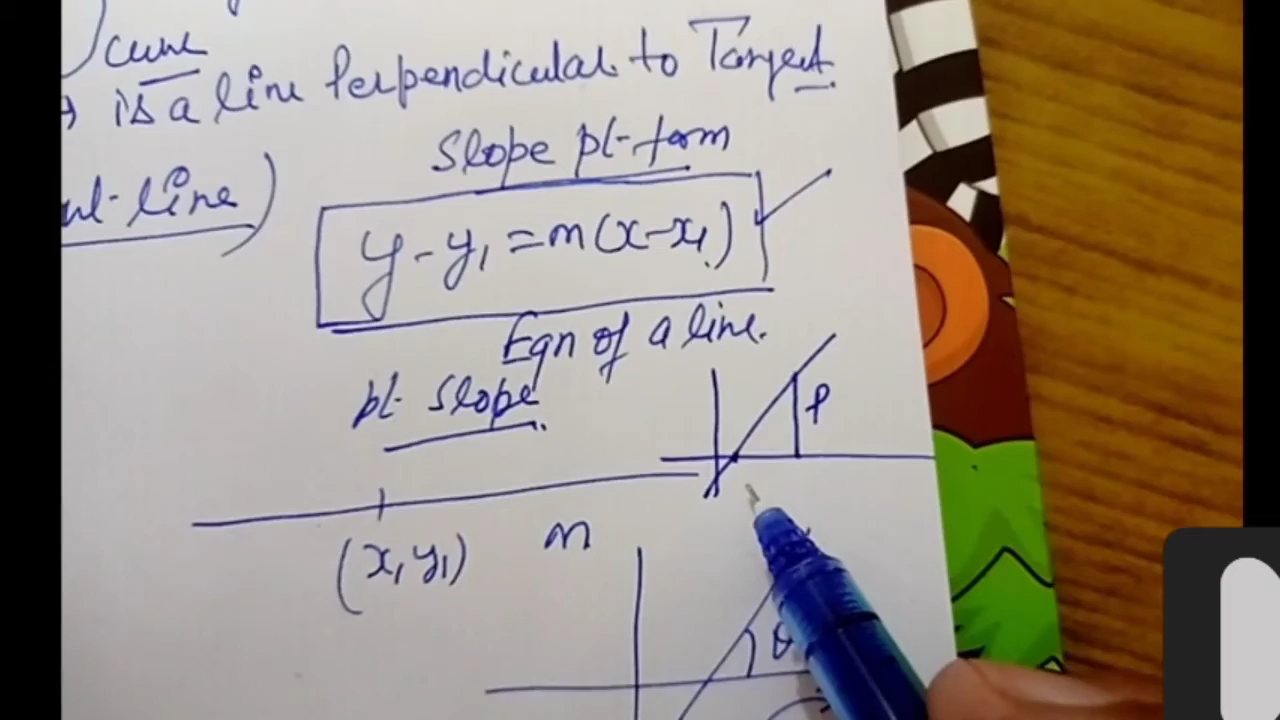 curve
→ is a line Perpendicular to Tangent.
line)
Slope pt-form
y-y₁=m(x-x₁)
Eqn of a line.
pt- slope.
P
(x₁ y₁)
m
θ